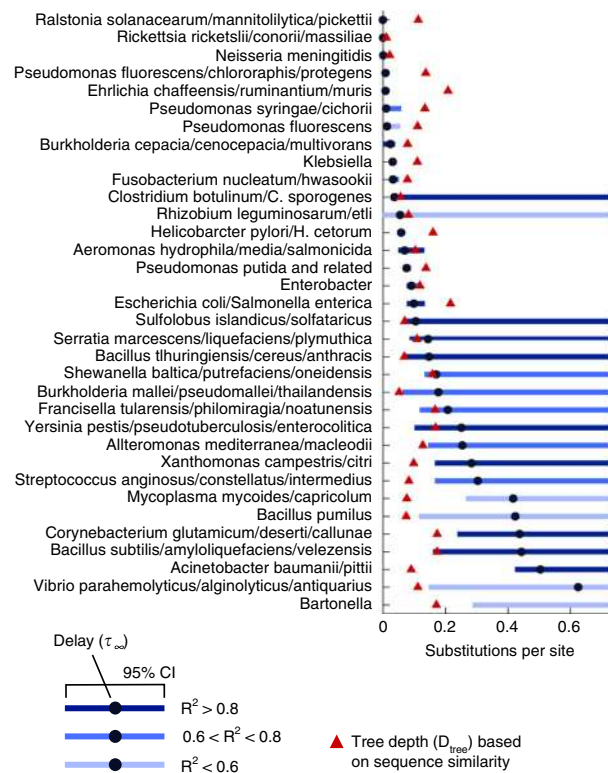 Ralstonia solanacearum/mannitolilytica/pickettii
Rickettsia ricketslii/conorii/massiliae
Neisseria meningitidis
Pseudomonas fluorescens/chlororaphis/protegens
Ehrlichia chaffeensis/ruminantium/muris
Pseudomonas syringae/cichorii
Pseudomonas fluorescens
Burkholderia cepacia/cenocepacia/multivorans
Klebsiella
Fusobacterium nucleatum/hwasookii
Clostridium botulinum/C. sporogenes
Rhizobium leguminosarum/etli
Helicobarcter pylori/H. cetorum
Aeromonas hydrophila/media/salmonicida
Pseudomonas putida and related
Enterobacter
Escherichia coli/Salmonella enterica
Sulfolobus islandicus/solfataricus
Serratia marcescens/liquefaciens/plymuthica
Bacillus tlhuringiensis/cereus/anthracis
Shewanella baltica/putrefaciens/oneidensis
Burkholderia mallei/pseudomallei/thailandensis
Francisella tularensis/philomiragia/noatunensis
Yersinia pestis/pseudotuberculosis/enterocolitica
Allteromonas mediterranea/macleodii
Xanthomonas campestris/citri
Streptococcus anginosus/constellatus/intermedius
Mycoplasma mycoides/capricolum
Bacillus pumilus
Corynebacterium glutamicum/deserti/callunae
Bacillus subtilis/amyloliquefaciens/velezensis
Acinetobacter baumanii/pittii
Vibrio parahemolyticus/alginolyticus/antiquarius
Bartonella
0 0.2 0.4 0.6
Substitutions per site
Delay (τ∞)
95% CI
R² > 0.8
0.6 < R² < 0.8
R² < 0.6
Tree depth (Dtree) based
on sequence similarity